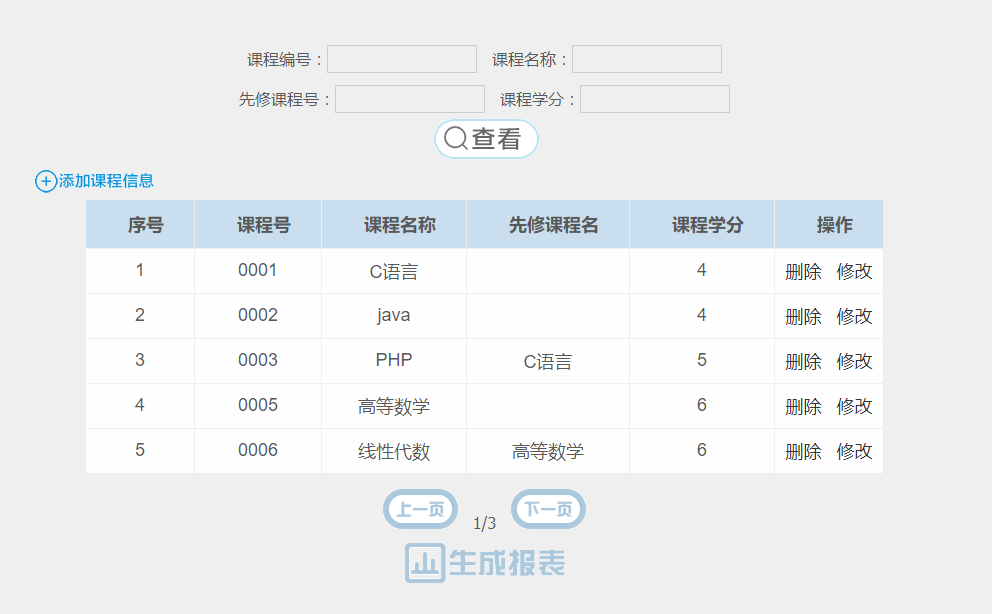 课程编号： 课程名称：
先修课程号： 课程学分：
查看
添加课程信息
序号 课程号 课程名称 先修课程名 课程学分 操作
1 0001 C语言 4 删除 修改
2 0002 java 4 删除 修改
3 0003 PHP C语言 5 删除 修改
4 0005 高等数学 6 删除 修改
5 0006 线性代数 高等数学 6 删除 修改
上一页 1/3 下一页
生成报表